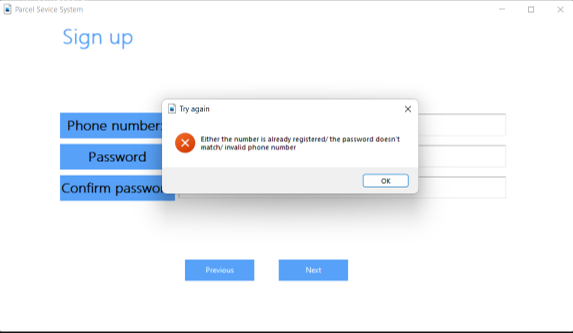 Parcel Sevice System
Sign up
Try again
Phone number:
Either the number is already registered/ the password doesn't
match/ invalid phone number
Password
OK
Confirm passwo
Previous
Next